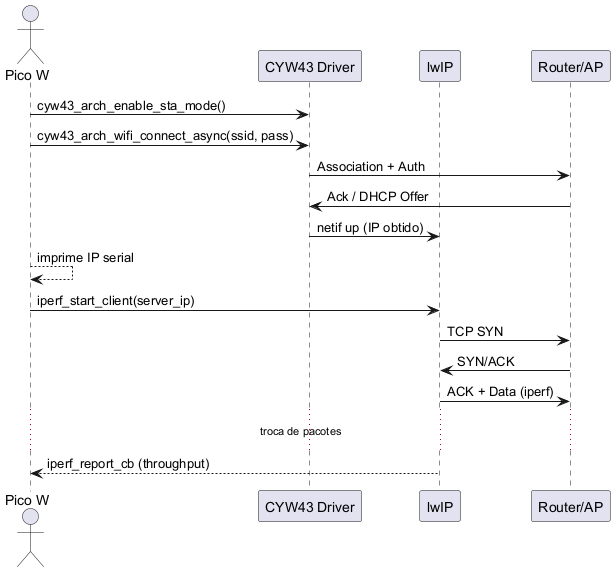 Pico W
CYW43 Driver
lwIP
Router/AP
cyw43_arch_enable_sta_mode()
cyw43_arch_wifi_connect_async(ssid, pass)
Association + Auth
Ack / DHCP Offer
netif up (IP obtido)
imprime IP serial
iperf_start_client(server_ip)
TCP SYN
SYN/ACK
ACK + Data (iperf)
troca de pacotes
iperf_report_cb (throughput)
Pico W
CYW43 Driver
lwIP
Router/AP